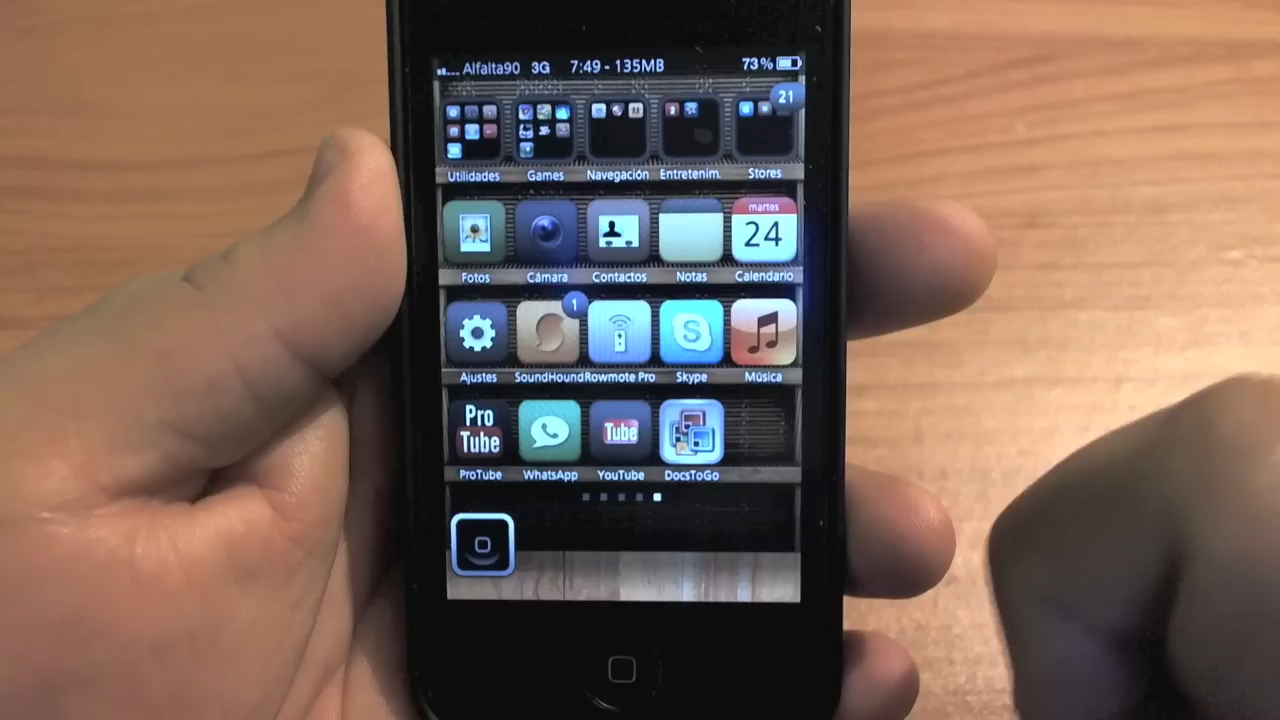 Alfalta90 3G 7:49 - 135MB 73%
21
Utilidades Games Navegación Entretenim. Stores
martes
24
Fotos Cámara Contactos Notas Calendario
1
S
Ajustes SoundHound Rowmote Pro Skype Música
Pro
Tube Tube
ProTube WhatsApp YouTube DocsToGo